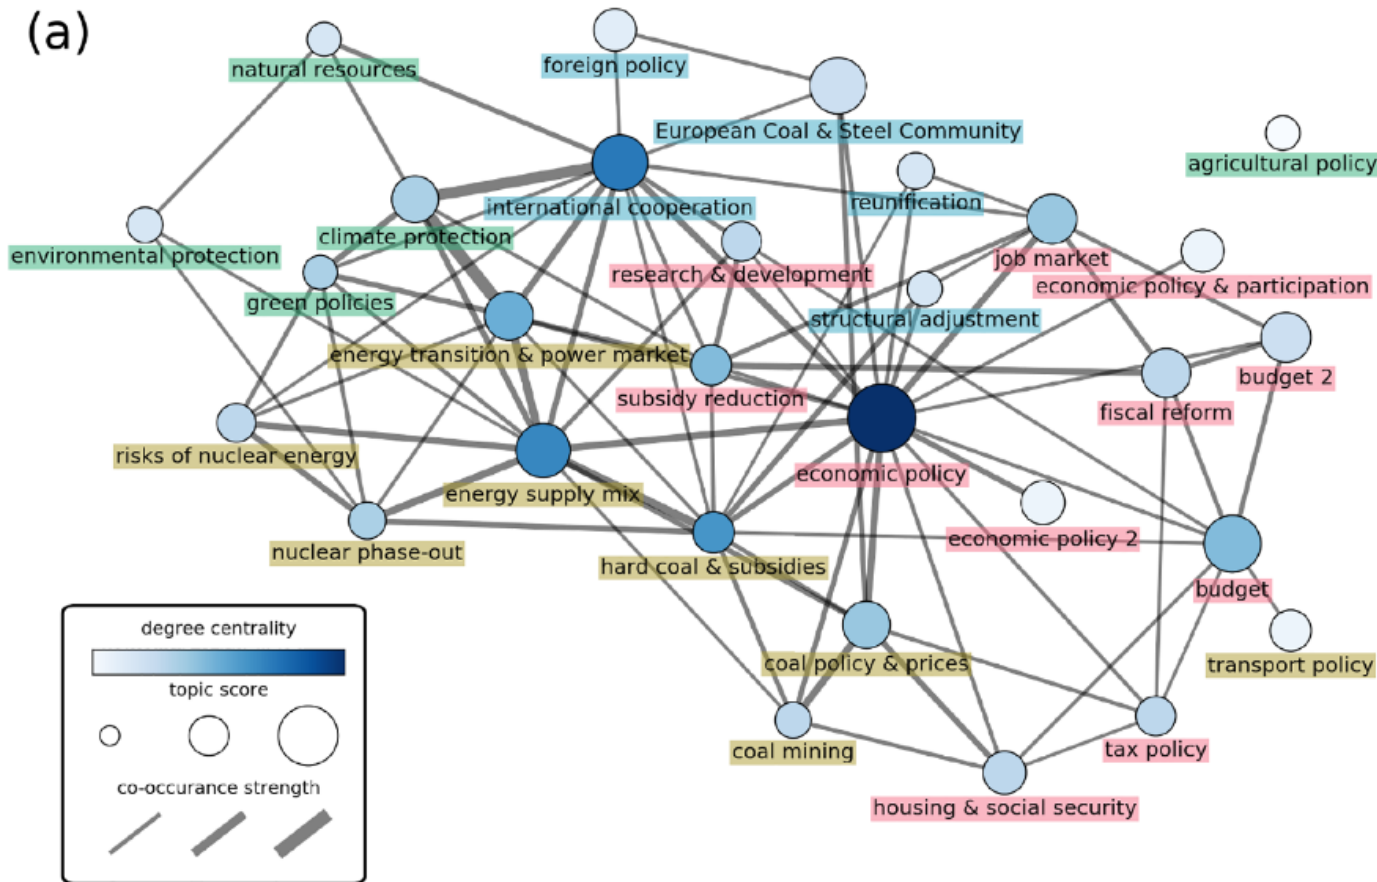 (a)
natural resources
foreign policy
European Coal & Steel Community
agricultural policy
international cooperation
reunification
environmental protection
climate protection
research & development
job market
economic policy & participation
green policies
structural adjustment
energy transition & power market
subsidy reduction
fiscal reform
budget 2
risks of nuclear energy
energy supply mix
economic policy
nuclear phase-out
hard coal & subsidies
economic policy 2
budget
coal policy & prices
transport policy
coal mining
tax policy
housing & social security
degree centrality
topic score
co-occurance strength